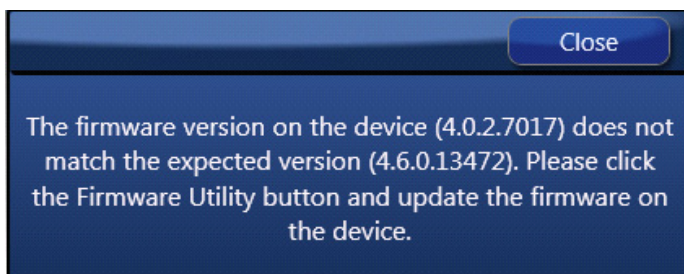 Close
The firmware version on the device (4.0.2.7017) does not
match the expected version (4.6.0.13472). Please click
the Firmware Utility button and update the firmware on
the device.